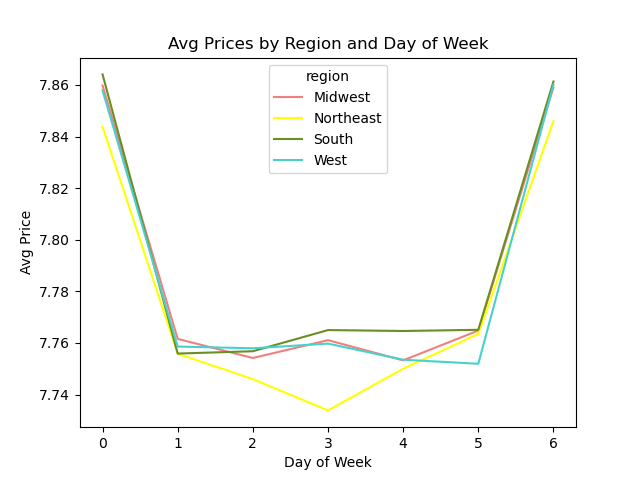 Avg Prices by Region and Day of Week
region
Midwest
Northeast
South
West
Avg Price
7.86
7.84
7.82
7.80
7.78
7.76
7.74
0 1 2 3 4 5 6
Day of Week